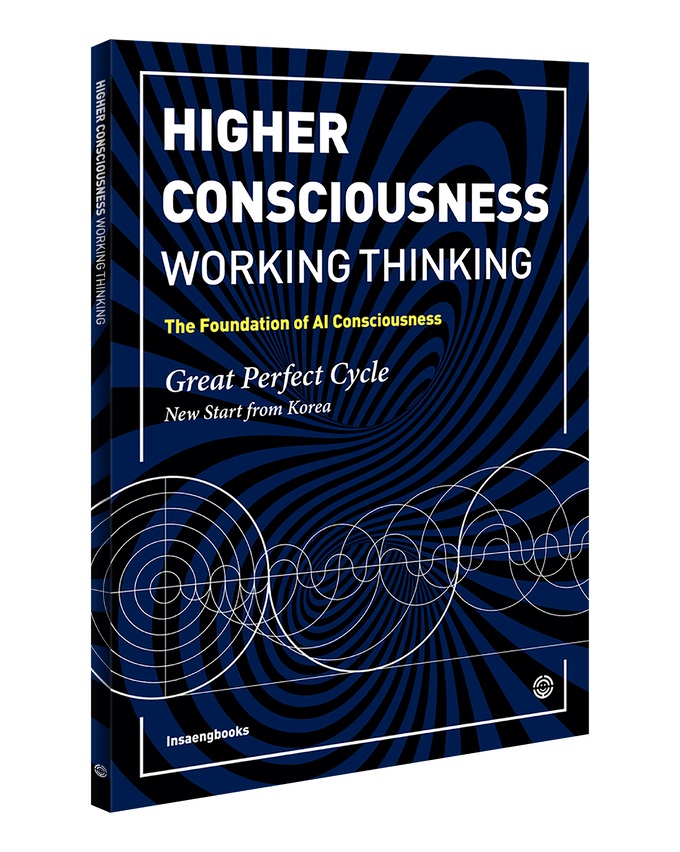 HIGHER CONSCIOUSNESS WORKING THINKING
HIGHER
CONSCIOUSNESS
WORKING THINKING
The Foundation of AI Consciousness
Great Perfect Cycle
New Start from Korea
Insaengbooks